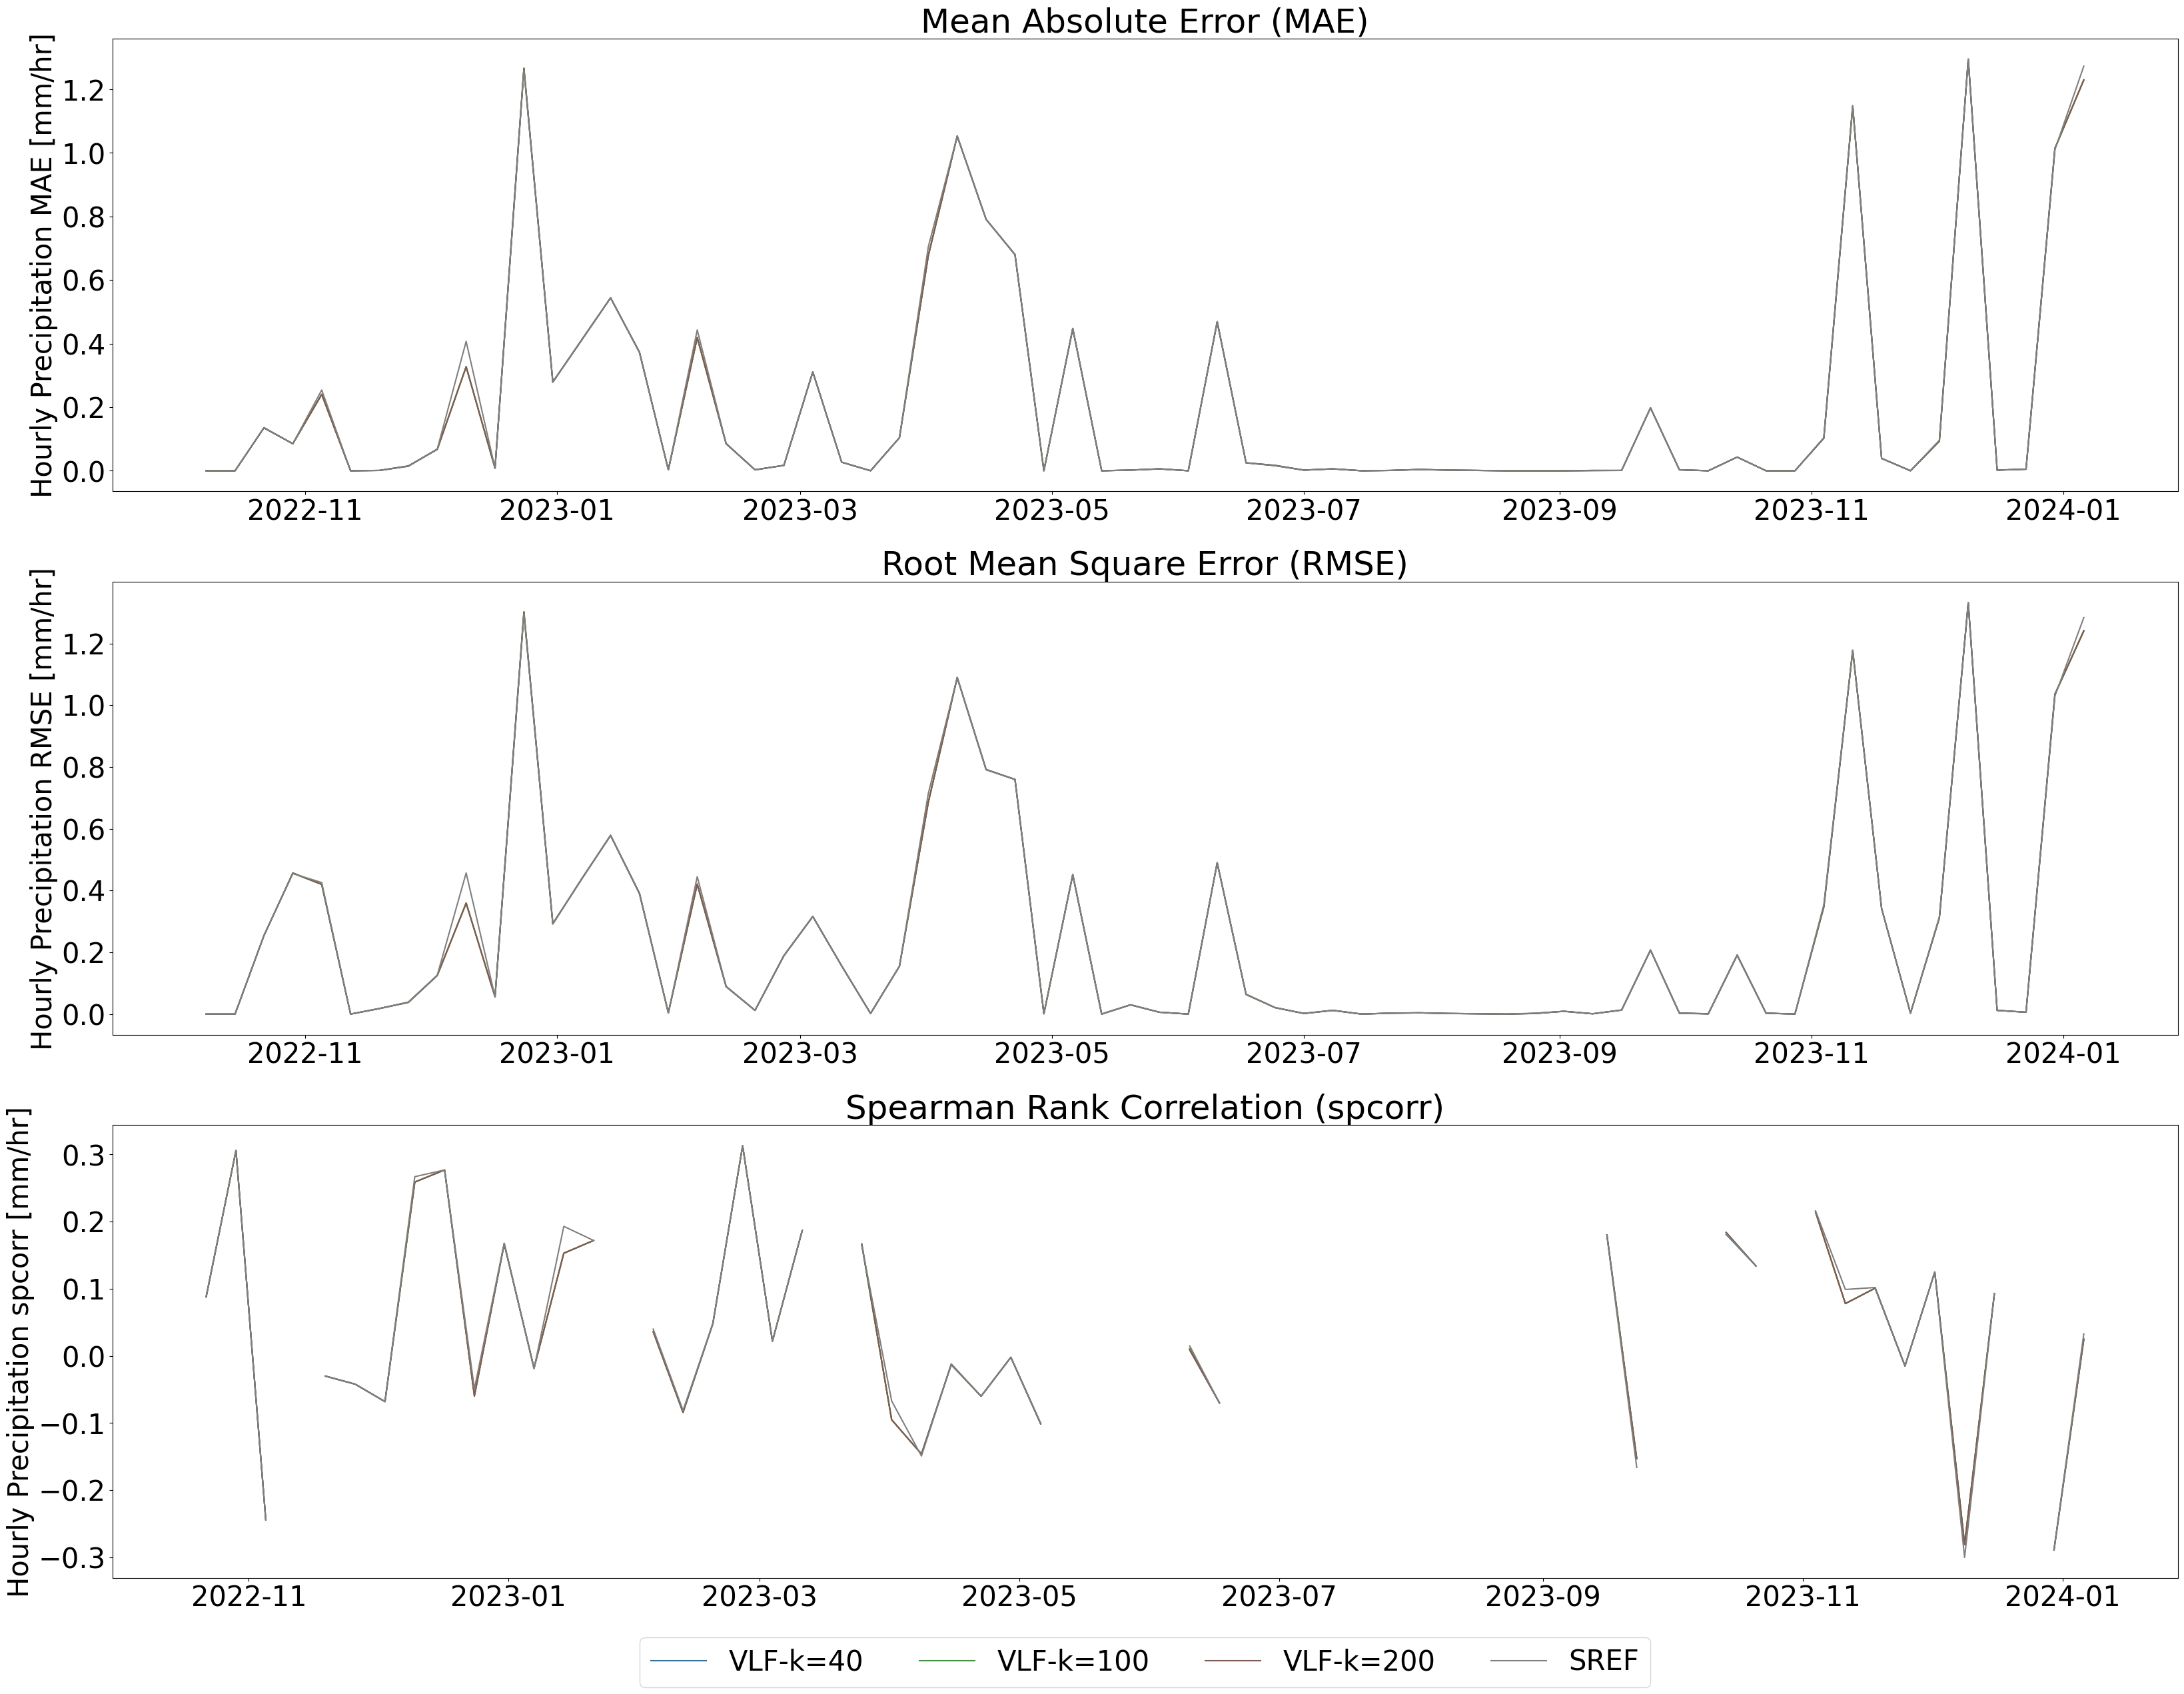 Mean Absolute Error (MAE)
Hourly Precipitation MAE [mm/hr]
1.2
1.0
0.8
0.6
0.4
0.2
0.0
2022-11 2023-01 2023-03 2023-05 2023-07 2023-09 2023-11 2024-01
Root Mean Square Error (RMSE)
Hourly Precipitation RMSE [mm/hr]
1.2
1.0
0.8
0.6
0.4
0.2
0.0
2022-11 2023-01 2023-03 2023-05 2023-07 2023-09 2023-11 2024-01
Spearman Rank Correlation (spcorr)
Hourly Precipitation spcorr [mm/hr]
0.3
0.2
0.1
0.0
−0.1
−0.2
−0.3
2022-11 2023-01 2023-03 2023-05 2023-07 2023-09 2023-11 2024-01
VLF-k=40 VLF-k=100 VLF-k=200 SREF